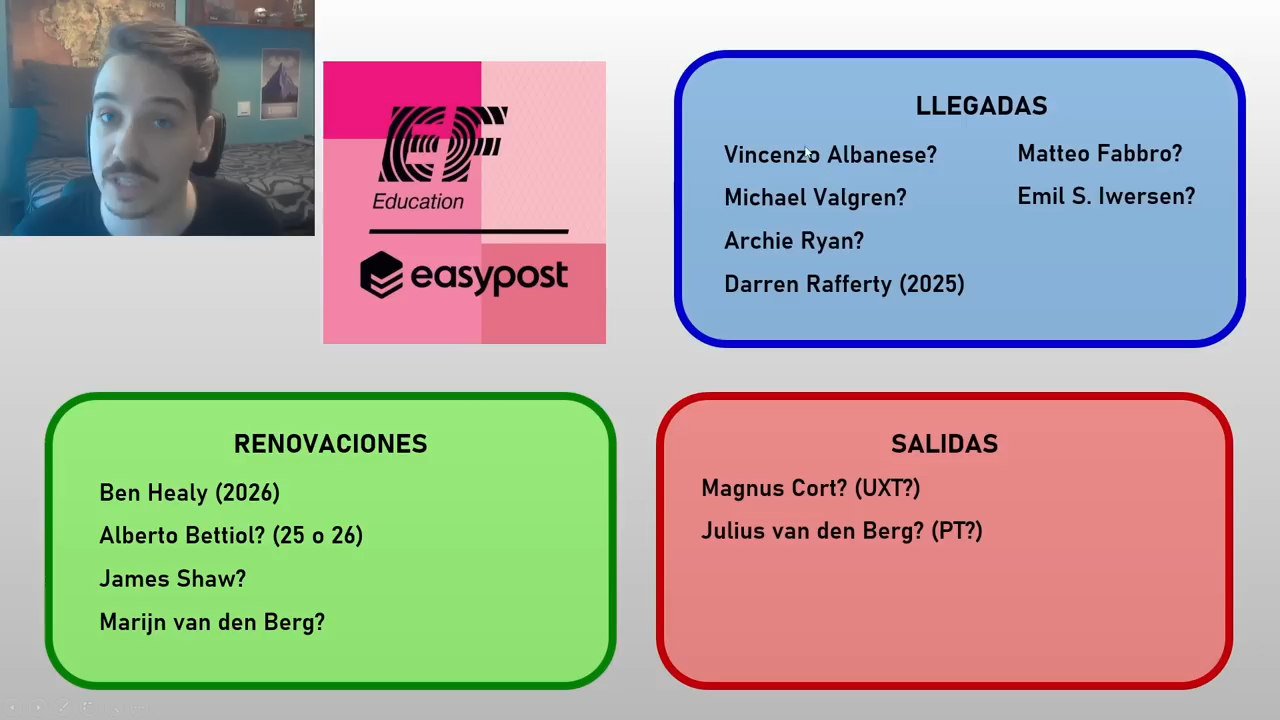 EF
Education
easypost
LLEGADAS
Vincenzo Albanese?
Michael Valgren?
Archie Ryan?
Darren Rafferty (2025)
Matteo Fabbro?
Emil S. Iwersen?
RENOVACIONES
Ben Healy (2026)
Alberto Bettiol? (25 o 26)
James Shaw?
Marijn van den Berg?
SALIDAS
Magnus Cort? (UXT?)
Julius van den Berg? (PT?)